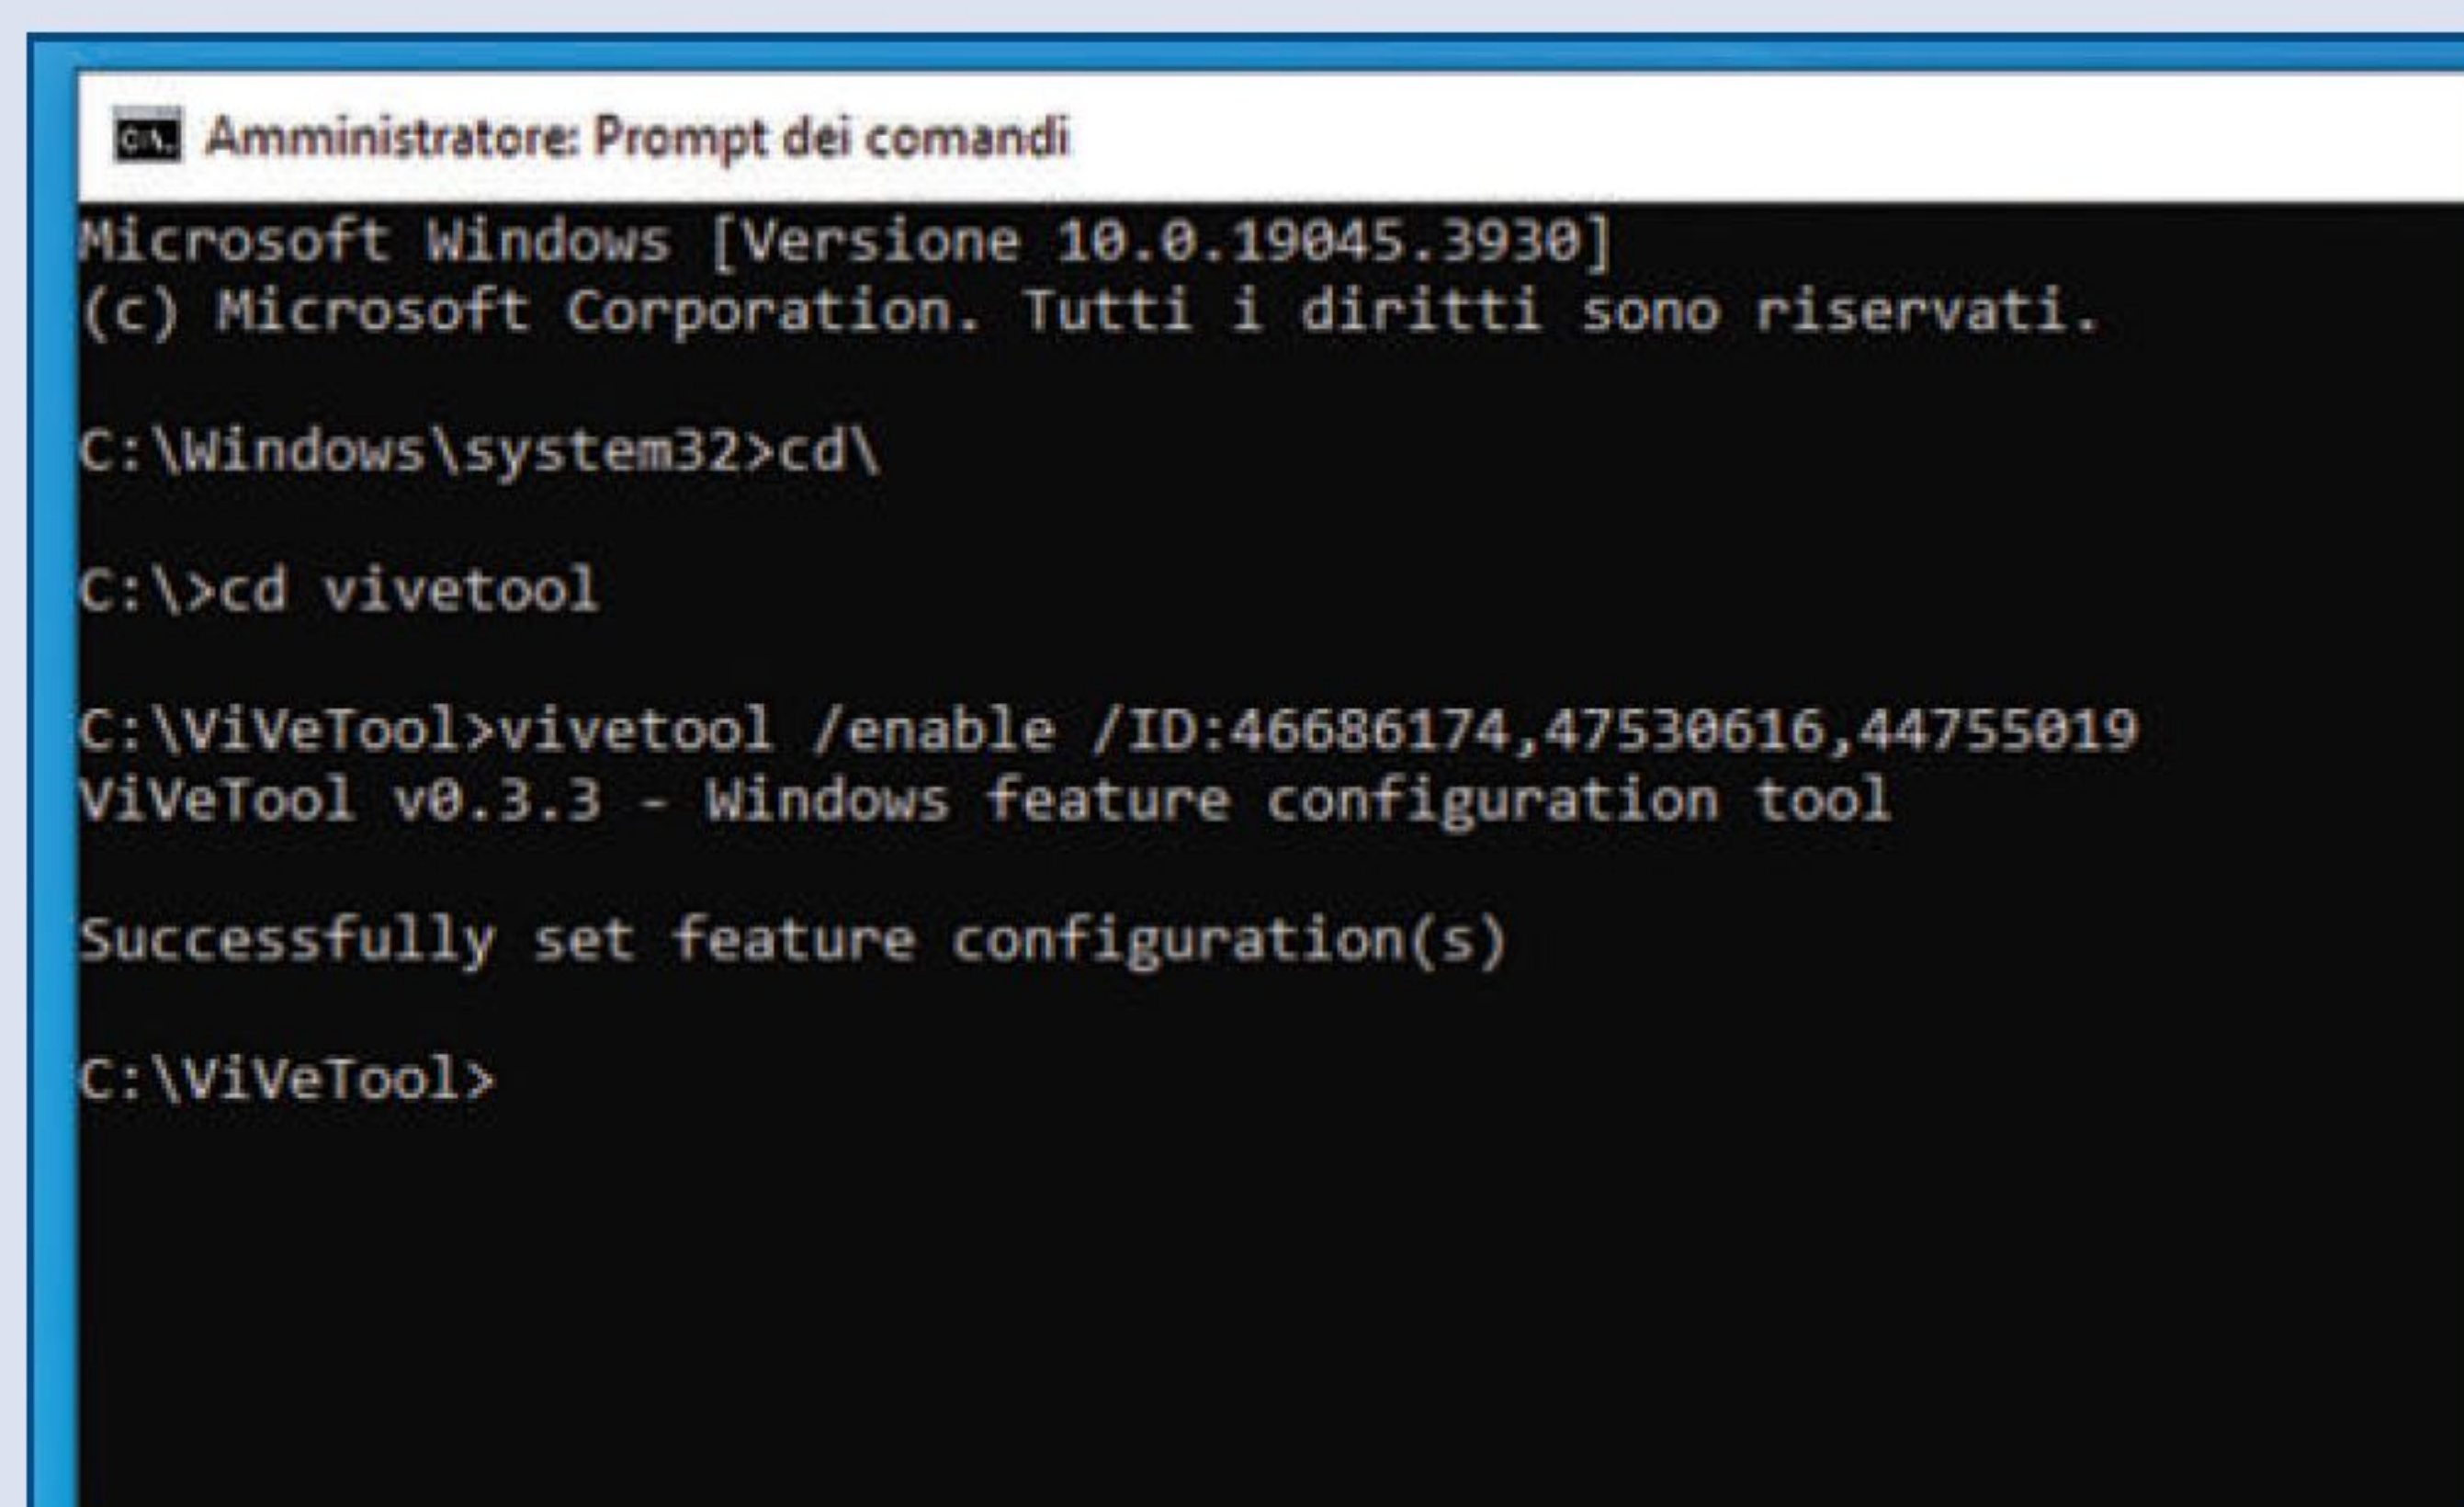 C:\.
Amministratore: Prompt dei comandi
Microsoft Windows [Versione 10.0.19045.3930]
(c) Microsoft Corporation. Tutti i diritti sono riservati.
C:\Windows\system32>cd\
C:\>cd vivetool
C:\ViVeTool>vivetool /enable /ID:46686174,47530616,44755019
ViVeTool v0.3.3 - Windows feature configuration tool
Successfully set feature configuration(s)
C:\ViVeTool>